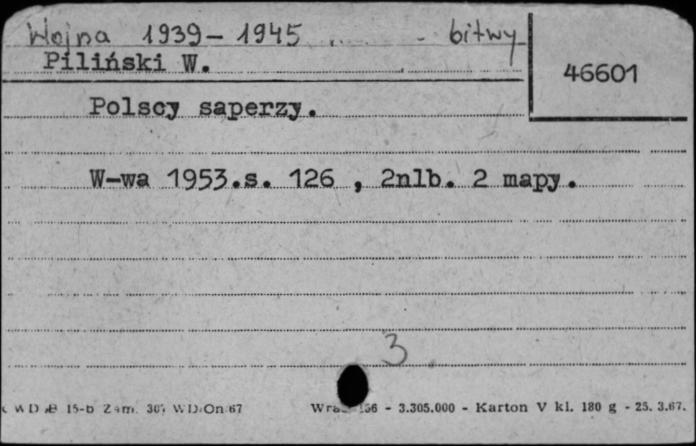 Wojna 1939-1945 - bitwy
Piliński W.
46601
Polscy saperzy.
W-wa 1953.s. 126 , 2nlb. 2 mapy.
3
15-b Zam. 307 WD/On/67
- 3.305.000 - Karton V kl. 180 g - 25. 3.67.